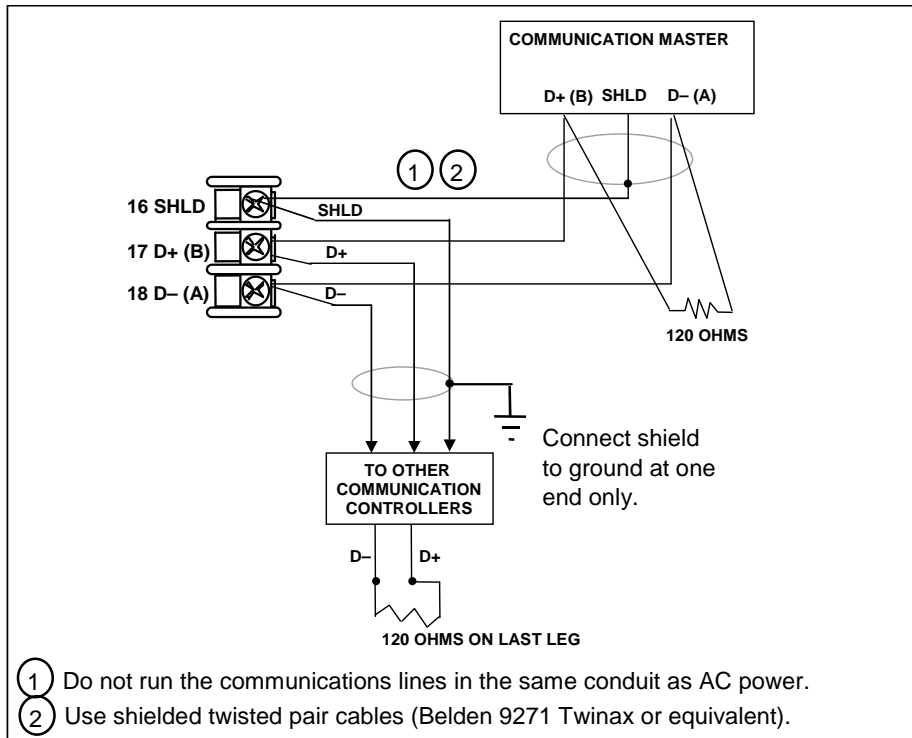 COMMUNICATION MASTER
D+ (B) SHLD D– (A)
1 2
16 SHLD
SHLD
17 D+ (B)
D+
18 D– (A)
D–
120 OHMS
Connect shield
to ground at one
end only.
TO OTHER
COMMUNICATION
CONTROLLERS
D– D+
120 OHMS ON LAST LEG
1 Do not run the communications lines in the same conduit as AC power.
2 Use shielded twisted pair cables (Belden 9271 Twinax or equivalent).